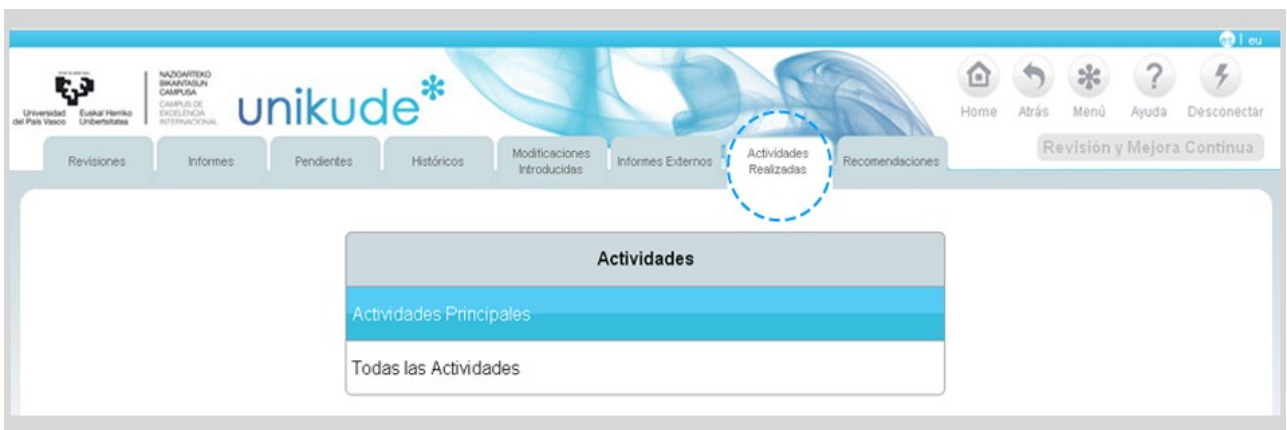 es | eu
Universidad
del País Vasco
Euskal Herriko
Unibertsitatea
NAZIOARTEKO
BIKAINTASUN
CAMPUSA
CAMPUS DE
EXCELENCIA
INTERNACIONAL
unikude*
Home Atrás Menú Ayuda Desconectar
Revisión y Mejora Continua
Revisiones
Informes
Pendientes
Históricos
Modificaciones
Introducidas
Informes Externos
Actividades
Realizadas
Recomendaciones
Actividades
Actividades Principales
Todas las Actividades